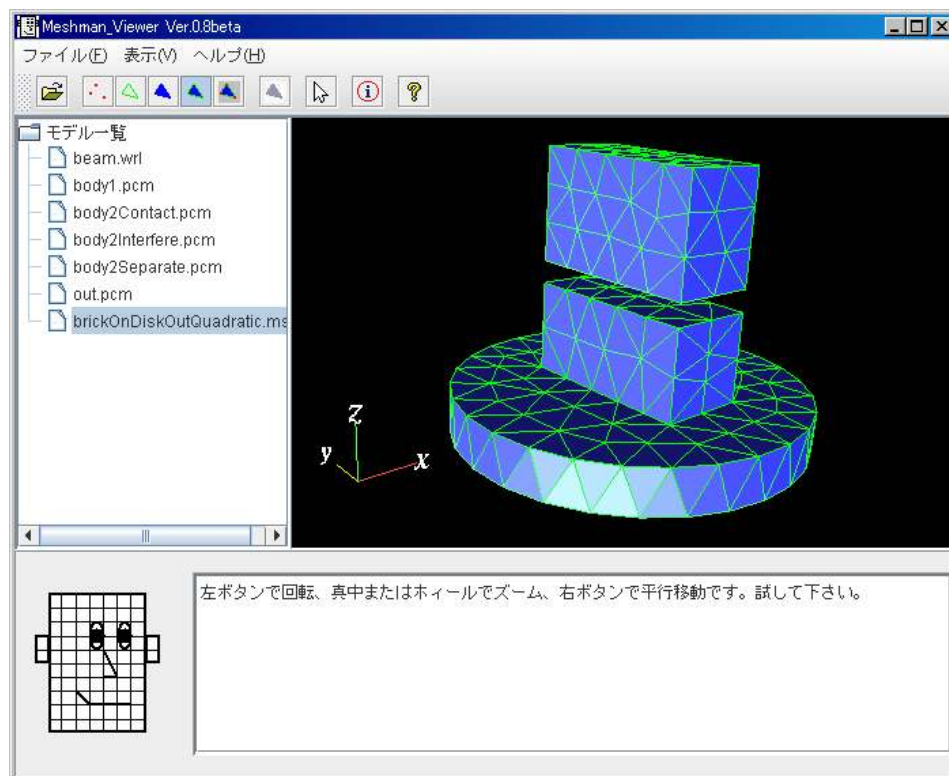 Meshman_Viewer Ver.0.8beta
ファイル(F) 表示(V) ヘルプ(H)
モデル一覧
beam.wrl
body1.pcm
body2Contact.pcm
body2Interfere.pcm
body2Separate.pcm
out.pcm
brickOnDiskOutQuadratic.ms
Z
y
X
左ボタンで回転、真中またはホィールでズーム、右ボタンで平行移動です。試して下さい。